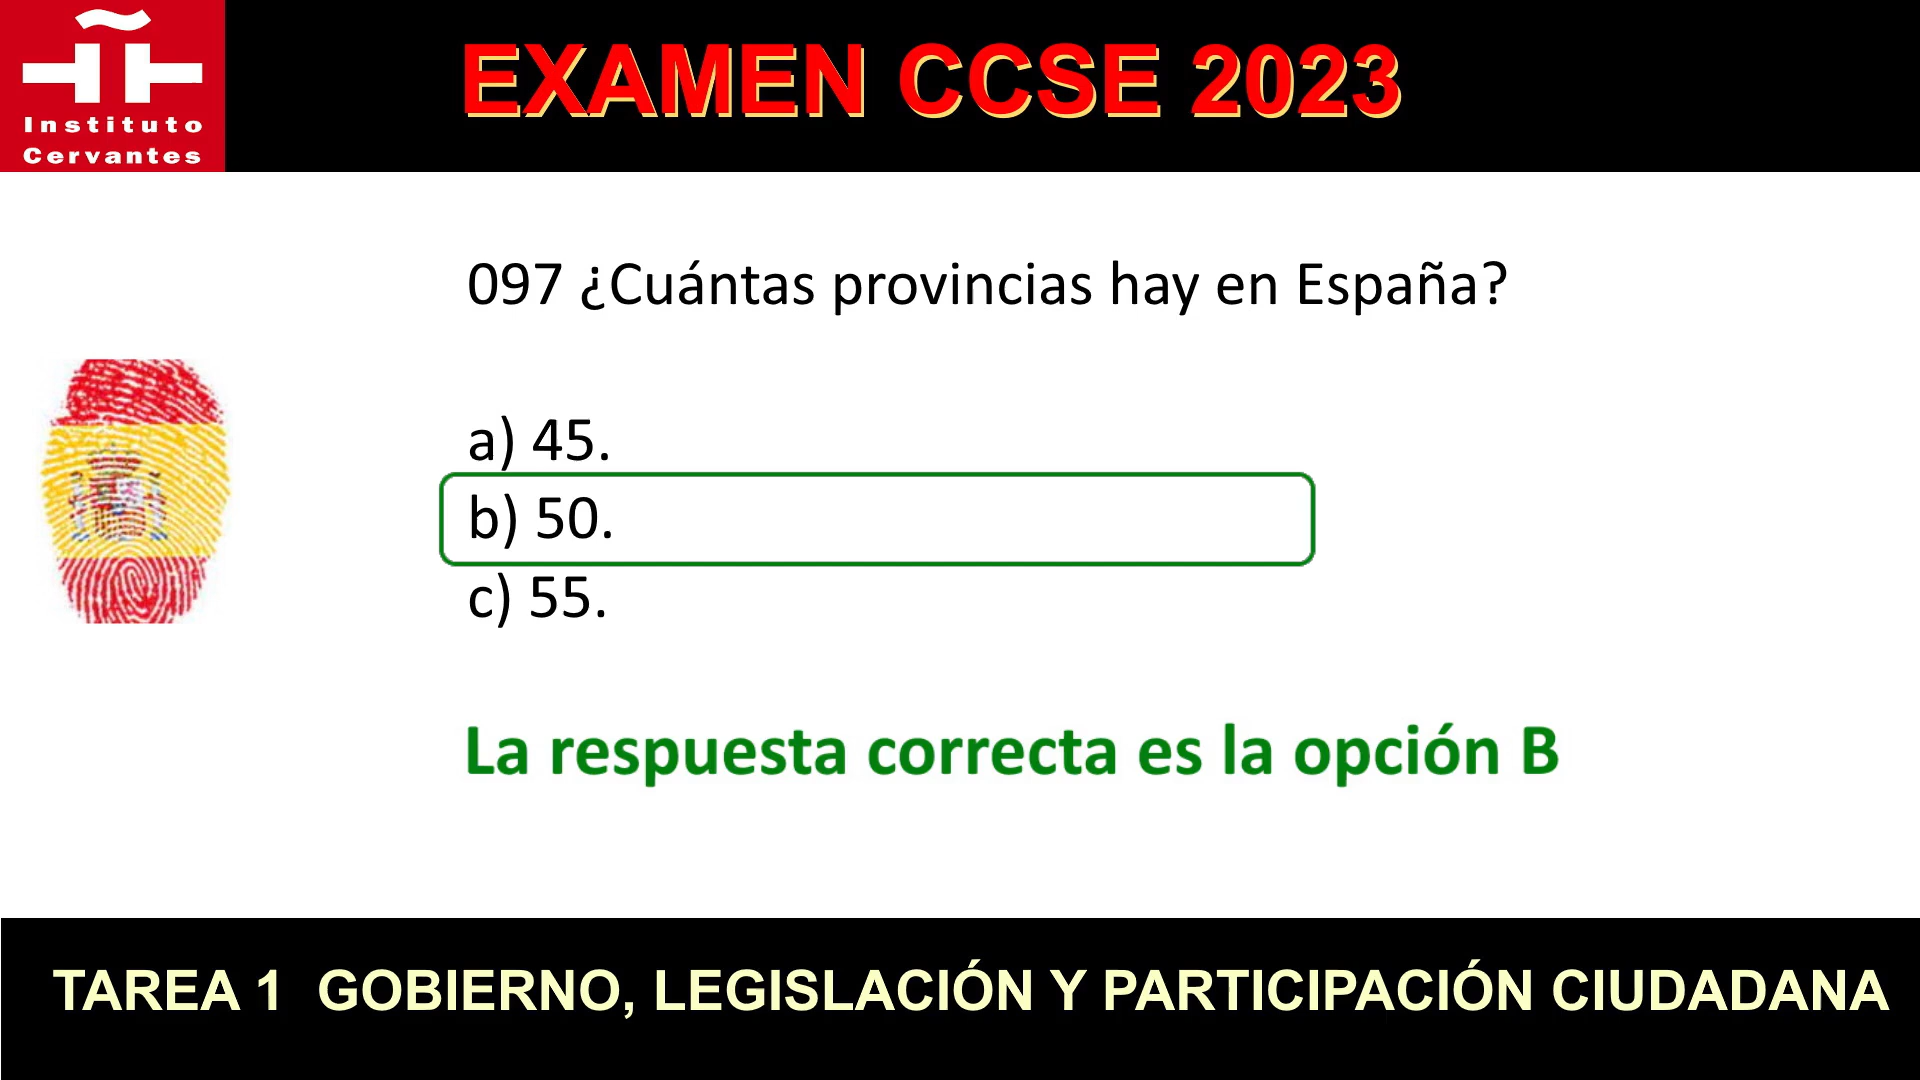 Instituto
Cervantes
EXAMEN CCSE 2023
097 ¿Cuántas provincias hay en España?
a) 45.
b) 50.
c) 55.
La respuesta correcta es la opción B
TAREA 1 GOBIERNO, LEGISLACIÓN Y PARTICIPACIÓN CIUDADANA